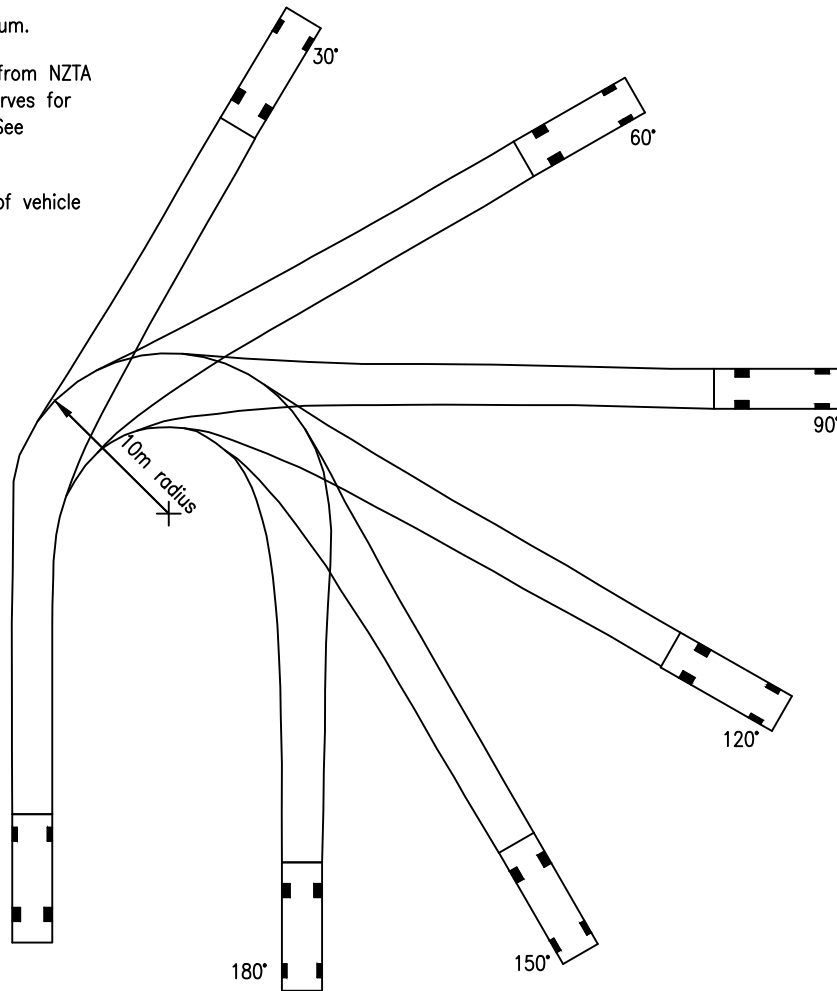 um.
from NZTA
rves for
See
of vehicle
30°
60°
90°
10m radius
120°
150°
180°